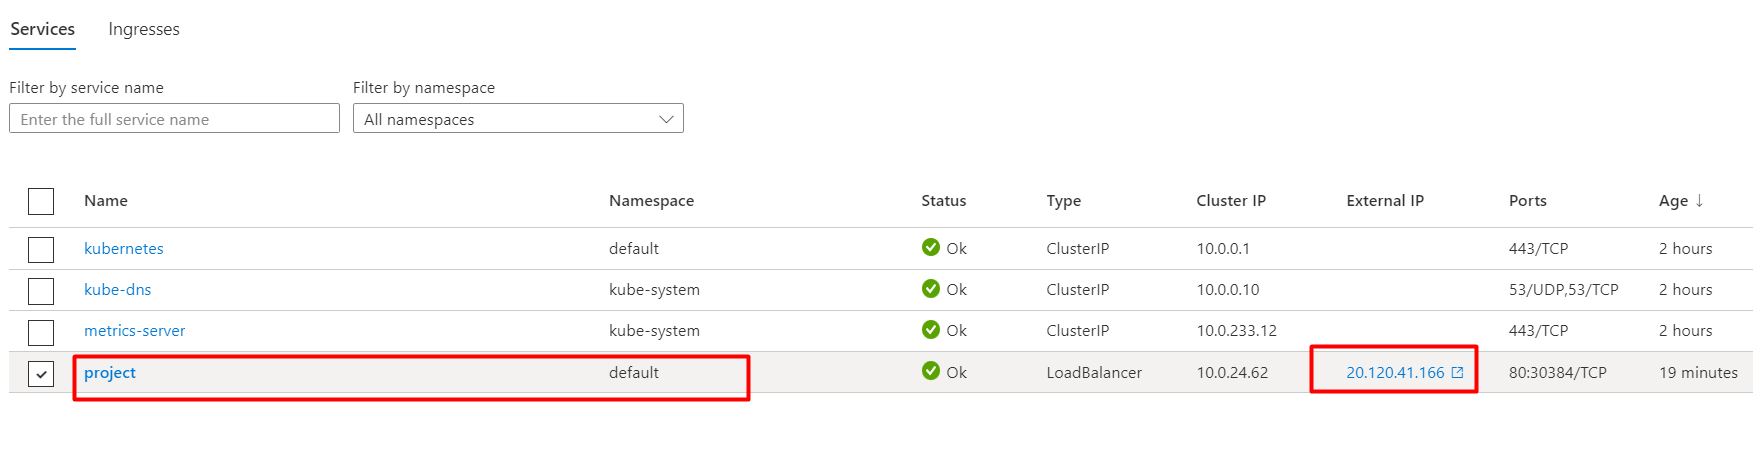 Services Ingresses
Filter by service name Filter by namespace
Enter the full service name All namespaces
Name Namespace Status Type Cluster IP External IP Ports Age ↓
kubernetes default Ok ClusterIP 10.0.0.1 443/TCP 2 hours
kube-dns kube-system Ok ClusterIP 10.0.0.10 53/UDP,53/TCP 2 hours
metrics-server kube-system Ok ClusterIP 10.0.233.12 443/TCP 2 hours
project default Ok LoadBalancer 10.0.24.62 20.120.41.166 80:30384/TCP 19 minutes